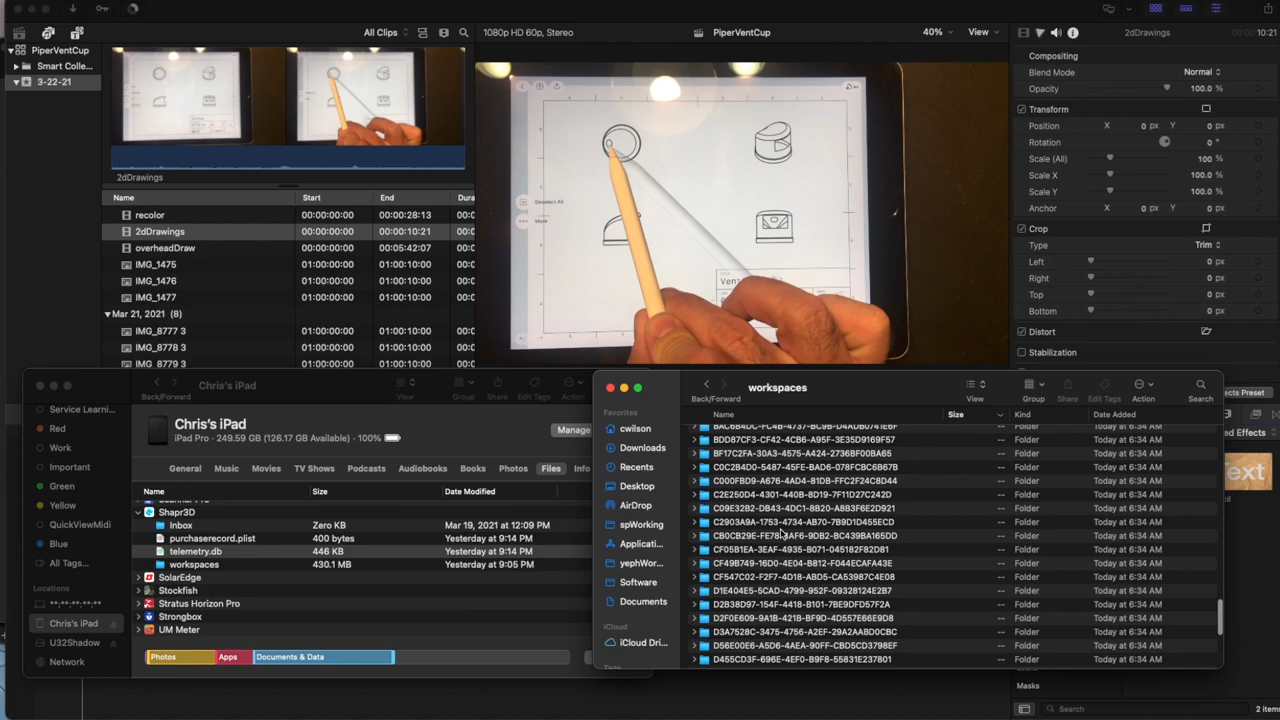 All Clips
1080p HD 60p, Stereo
PiperVentCup
40%
View
2dDrawings
10:21
PiperVentCup
Smart Colle...
3-22-21
2dDrawings
Name
Start
End
Dura
recolor
00:00:00:00
00:00:28:13
2dDrawings
00:00:00:00
00:00:10:21
overheadDraw
00:00:00:00
00:05:42:07
IMG_1475
01:00:00:00
01:00:10:00
IMG_1476
01:00:00:00
01:00:10:00
IMG_1477
01:00:00:00
01:00:10:00
Mar 21, 2021 (8)
IMG_8777 3
01:00:00:00
01:00:10:00
IMG_8778 3
01:00:00:00
01:00:10:00
IMG_8779 3
01:00:00:00
01:00:10:00
Deselect All
More
Compositing
Blend Mode
Normal
Opacity
100.0 %
Transform
Position
X
0 px
Y
0 px
Rotation
0 °
Scale (All)
100 %
Scale X
100.0 %
Scale Y
100.0 %
Anchor
X
0 px
Y
0 px
Crop
Type
Trim
Left
0 px
Right
0 px
Top
0 px
Bottom
0 px
Distort
Stabilization
Effects Preset
ed Effects
Text
Masks
Search
2 items
Chris's iPad
Back/Forward
View
Group
Share
Edit Tags
Action
Service Learni...
Red
Work
Important
Green
Yellow
QuickViewMidi
Blue
All Tags...
Locations
**:**:**:**:**:**
Chris's iPad
U32Shadow
Network
Chris's iPad
iPad Pro · 249.59 GB (126.17 GB Available) · 100%
Manage
General
Music
Movies
TV Shows
Podcasts
Audiobooks
Books
Photos
Files
Info
Name
Size
Date Modified
Shapr3D
Inbox
Zero KB
Mar 19, 2021 at 12:09 PM
purchaserecord.plist
400 bytes
Yesterday at 9:14 PM
telemetry.db
446 KB
Yesterday at 9:14 PM
workspaces
430.1 MB
Yesterday at 9:05 PM
SolarEdge
Stockfish
Stratus Horizon Pro
Strongbox
UM Meter
Photos
Apps
Documents & Data
workspaces
Back/Forward
View
Group
Share
Edit Tags
Action
Search
Favorites
cwilson
Downloads
Recents
Desktop
AirDrop
spWorking
Applicati...
yephWor...
Software
Documents
iCloud
iCloud Dri...
Name
Size
Kind
Date Added
BDD87CF3-CF42-4CB6-A95F-3E35D9169F57
-- Folder
Today at 6:34 AM
BF17C2FA-30A3-4575-A424-2736BF00BA65
-- Folder
Today at 6:34 AM
C0C2B4D0-5487-45FE-BAD6-078FCBC6B67B
-- Folder
Today at 6:34 AM
C000FBD9-A676-4AD4-81DB-FFC2F24C8D44
-- Folder
Today at 6:34 AM
C2E250D4-4301-440B-8D19-7F11D27C242D
-- Folder
Today at 6:34 AM
C09E32B2-DB43-4DC1-8B20-A8B3F6E2D921
-- Folder
Today at 6:34 AM
C2903A9A-1753-4734-AB70-7B9D1D455ECD
-- Folder
Today at 6:34 AM
-- Folder
Today at 6:34 AM
CF05B1EA-3EAF-4935-B071-045182F82DB1
-- Folder
Today at 6:34 AM
CF49B749-16D0-4E04-B812-F044ECAFA43E
-- Folder
Today at 6:34 AM
CF547C02-F2F7-4D18-ABD5-CA53987C4E08
-- Folder
Today at 6:34 AM
D1E404E5-5CAD-4799-952F-09328124E2B7
-- Folder
Today at 6:34 AM
D2B38D97-154F-4418-B101-7BE9DFD57F2A
-- Folder
Today at 6:34 AM
D2F0E609-9A1B-421B-BF9D-4D557E66E9D8
-- Folder
Today at 6:34 AM
D3A7528C-3475-4756-A2EF-29A2AABD0CBC
-- Folder
Today at 6:34 AM
D56E00E6-A5D6-4AEA-90FF-CBD5CD3798EF
-- Folder
Today at 6:34 AM
D455CD3F-696E-4EF0-B9F8-55831E237801
-- Folder
Today at 6:34 AM